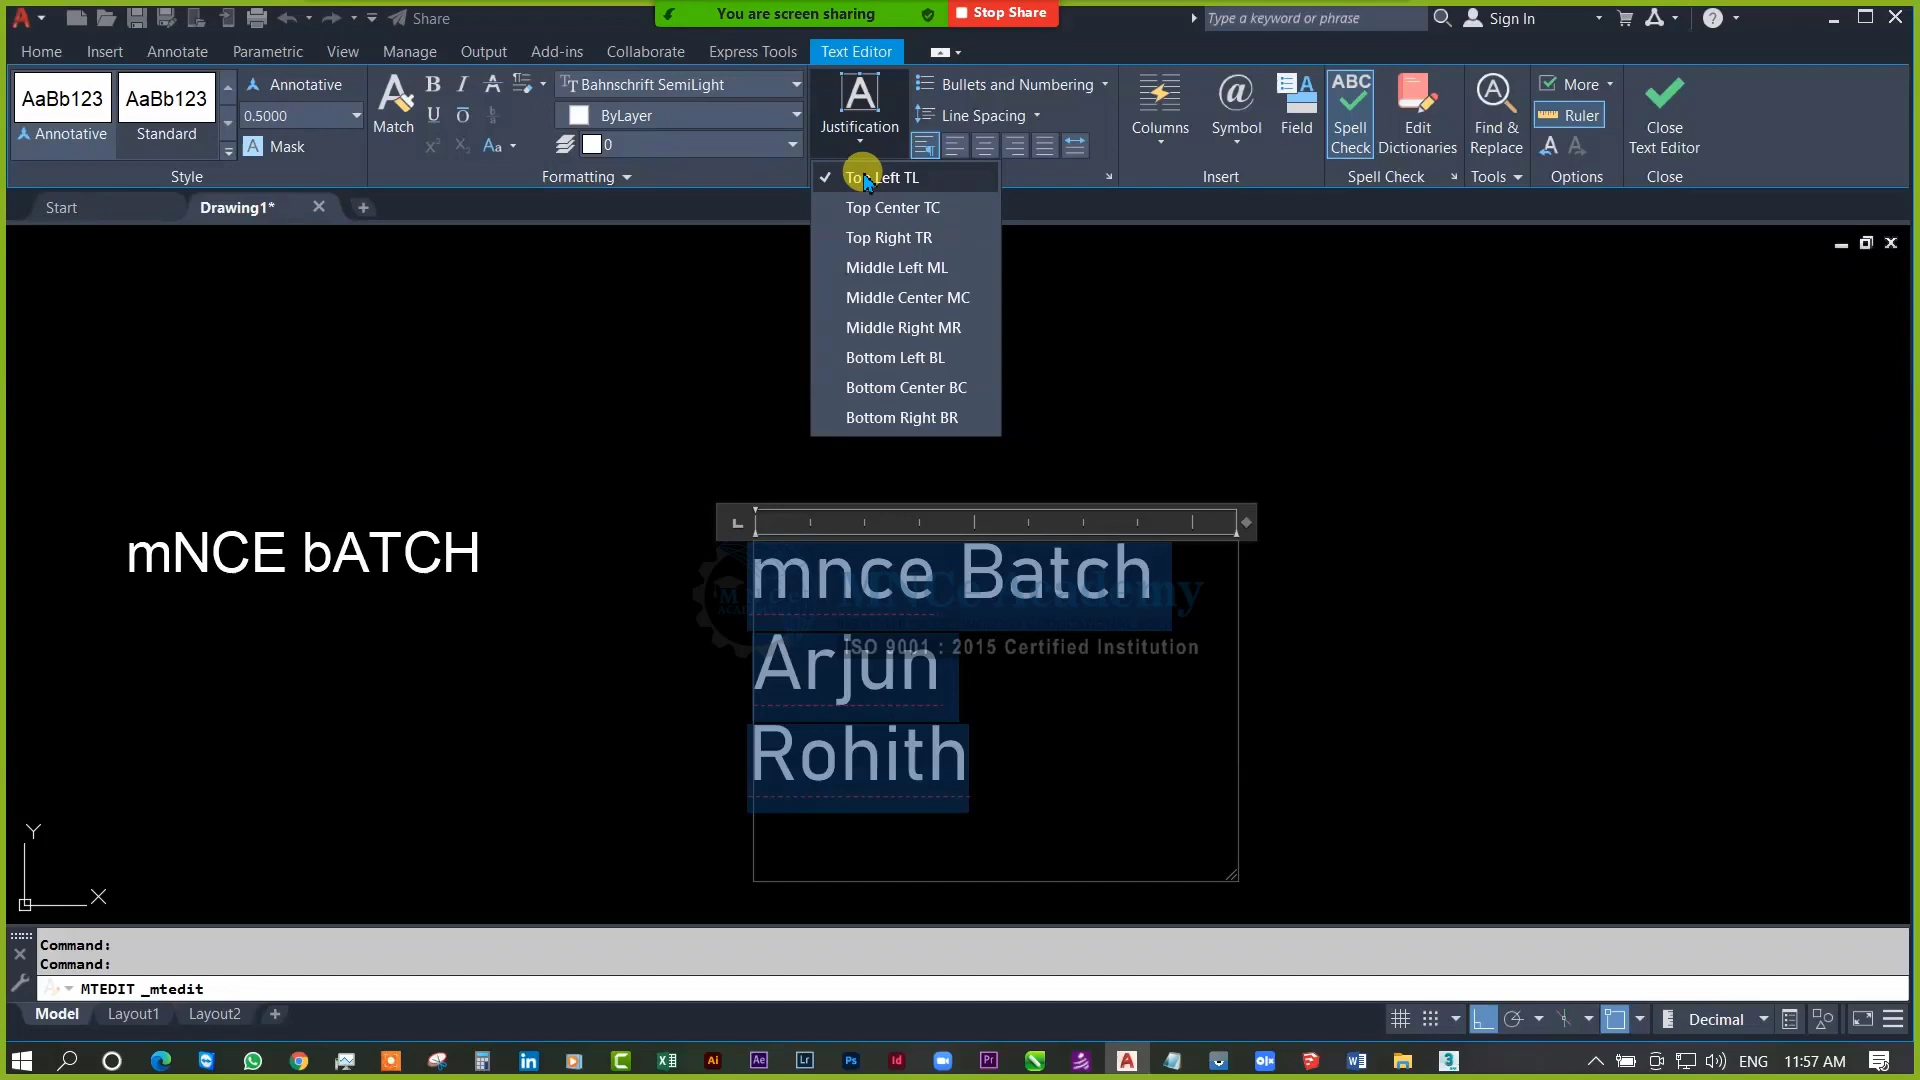 Share
You are screen sharing
Stop Share
Type a keyword or phrase
Sign In
Home
Insert
Annotate
Parametric
View
Manage
Output
Add-ins
Collaborate
Express Tools
Text Editor
AaBb123
AaBb123
Annotative
Standard
Annotative
0.5000
Mask
Style
Match
Bahnschrift SemiLight
ByLayer
0
Formatting
Justification
Bullets and Numbering
Line Spacing
Columns
Symbol
Field
Insert
ABC
Spell
Check
Edit
Dictionaries
Spell Check
Find &
Replace
Tools
More
Ruler
Options
Close
Text Editor
Close
Start
Drawing1*
Top Left TL
Top Center TC
Top Right TR
Middle Left ML
Middle Center MC
Middle Right MR
Bottom Left BL
Bottom Center BC
Bottom Right BR
mNCE bATCH
mnce Batch
Arjun
Rohith
MNCe Academy
ISO 9001 : 2015 Certified Institution
Y
X
Command:
Command:
MTEDIT _mtedit
Model
Layout1
Layout2
Decimal
ENG
11:57 AM